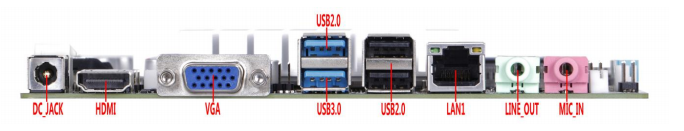 USB2.0
DC_JACK HDMI VGA USB3.0 USB2.0 LAN1 LINE_OUT MIC_IN